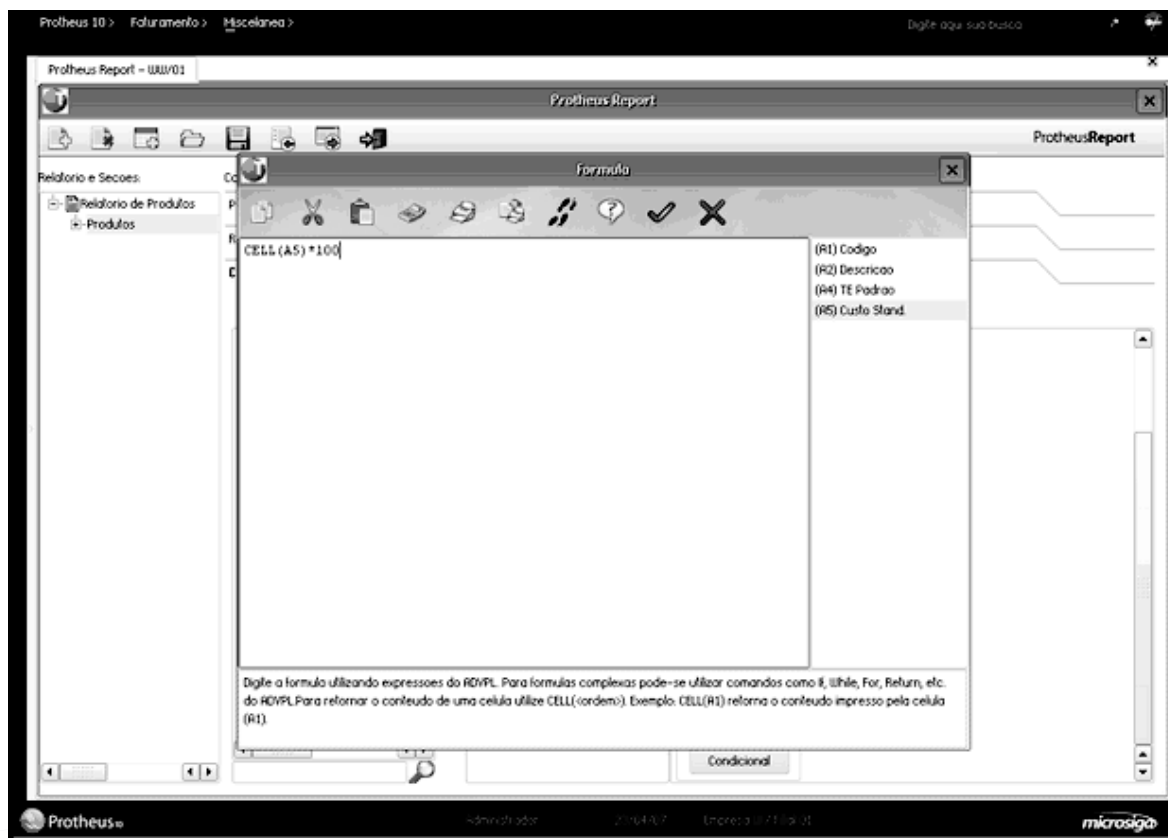 Protheus 10 > Faturamento > Miscelanea >
Digite aqui sua busca
Protheus Report - WW/01
Protheus Report
ProtheusReport
Relatorio e Secoes:
Formula
Relatorio de Produtos
Produtos
CELL(A5)*100
(A1) Codigo
(A2) Descricao
(A4) TE Padrao
(A5) Custo Stand.
Digite a formula utilizando expressoes do ADVPL. Para formulas complexas pode-se utilizar comandos como If, While, For, Return, etc.
do ADVPL.Para retornar o conteudo de uma celula utilize CELL(<ordem>). Exemplo: CELL(A1) retorna o conteudo impresso pela celula
(A1).
Condicional
Protheus 10
Administrador
microsiga